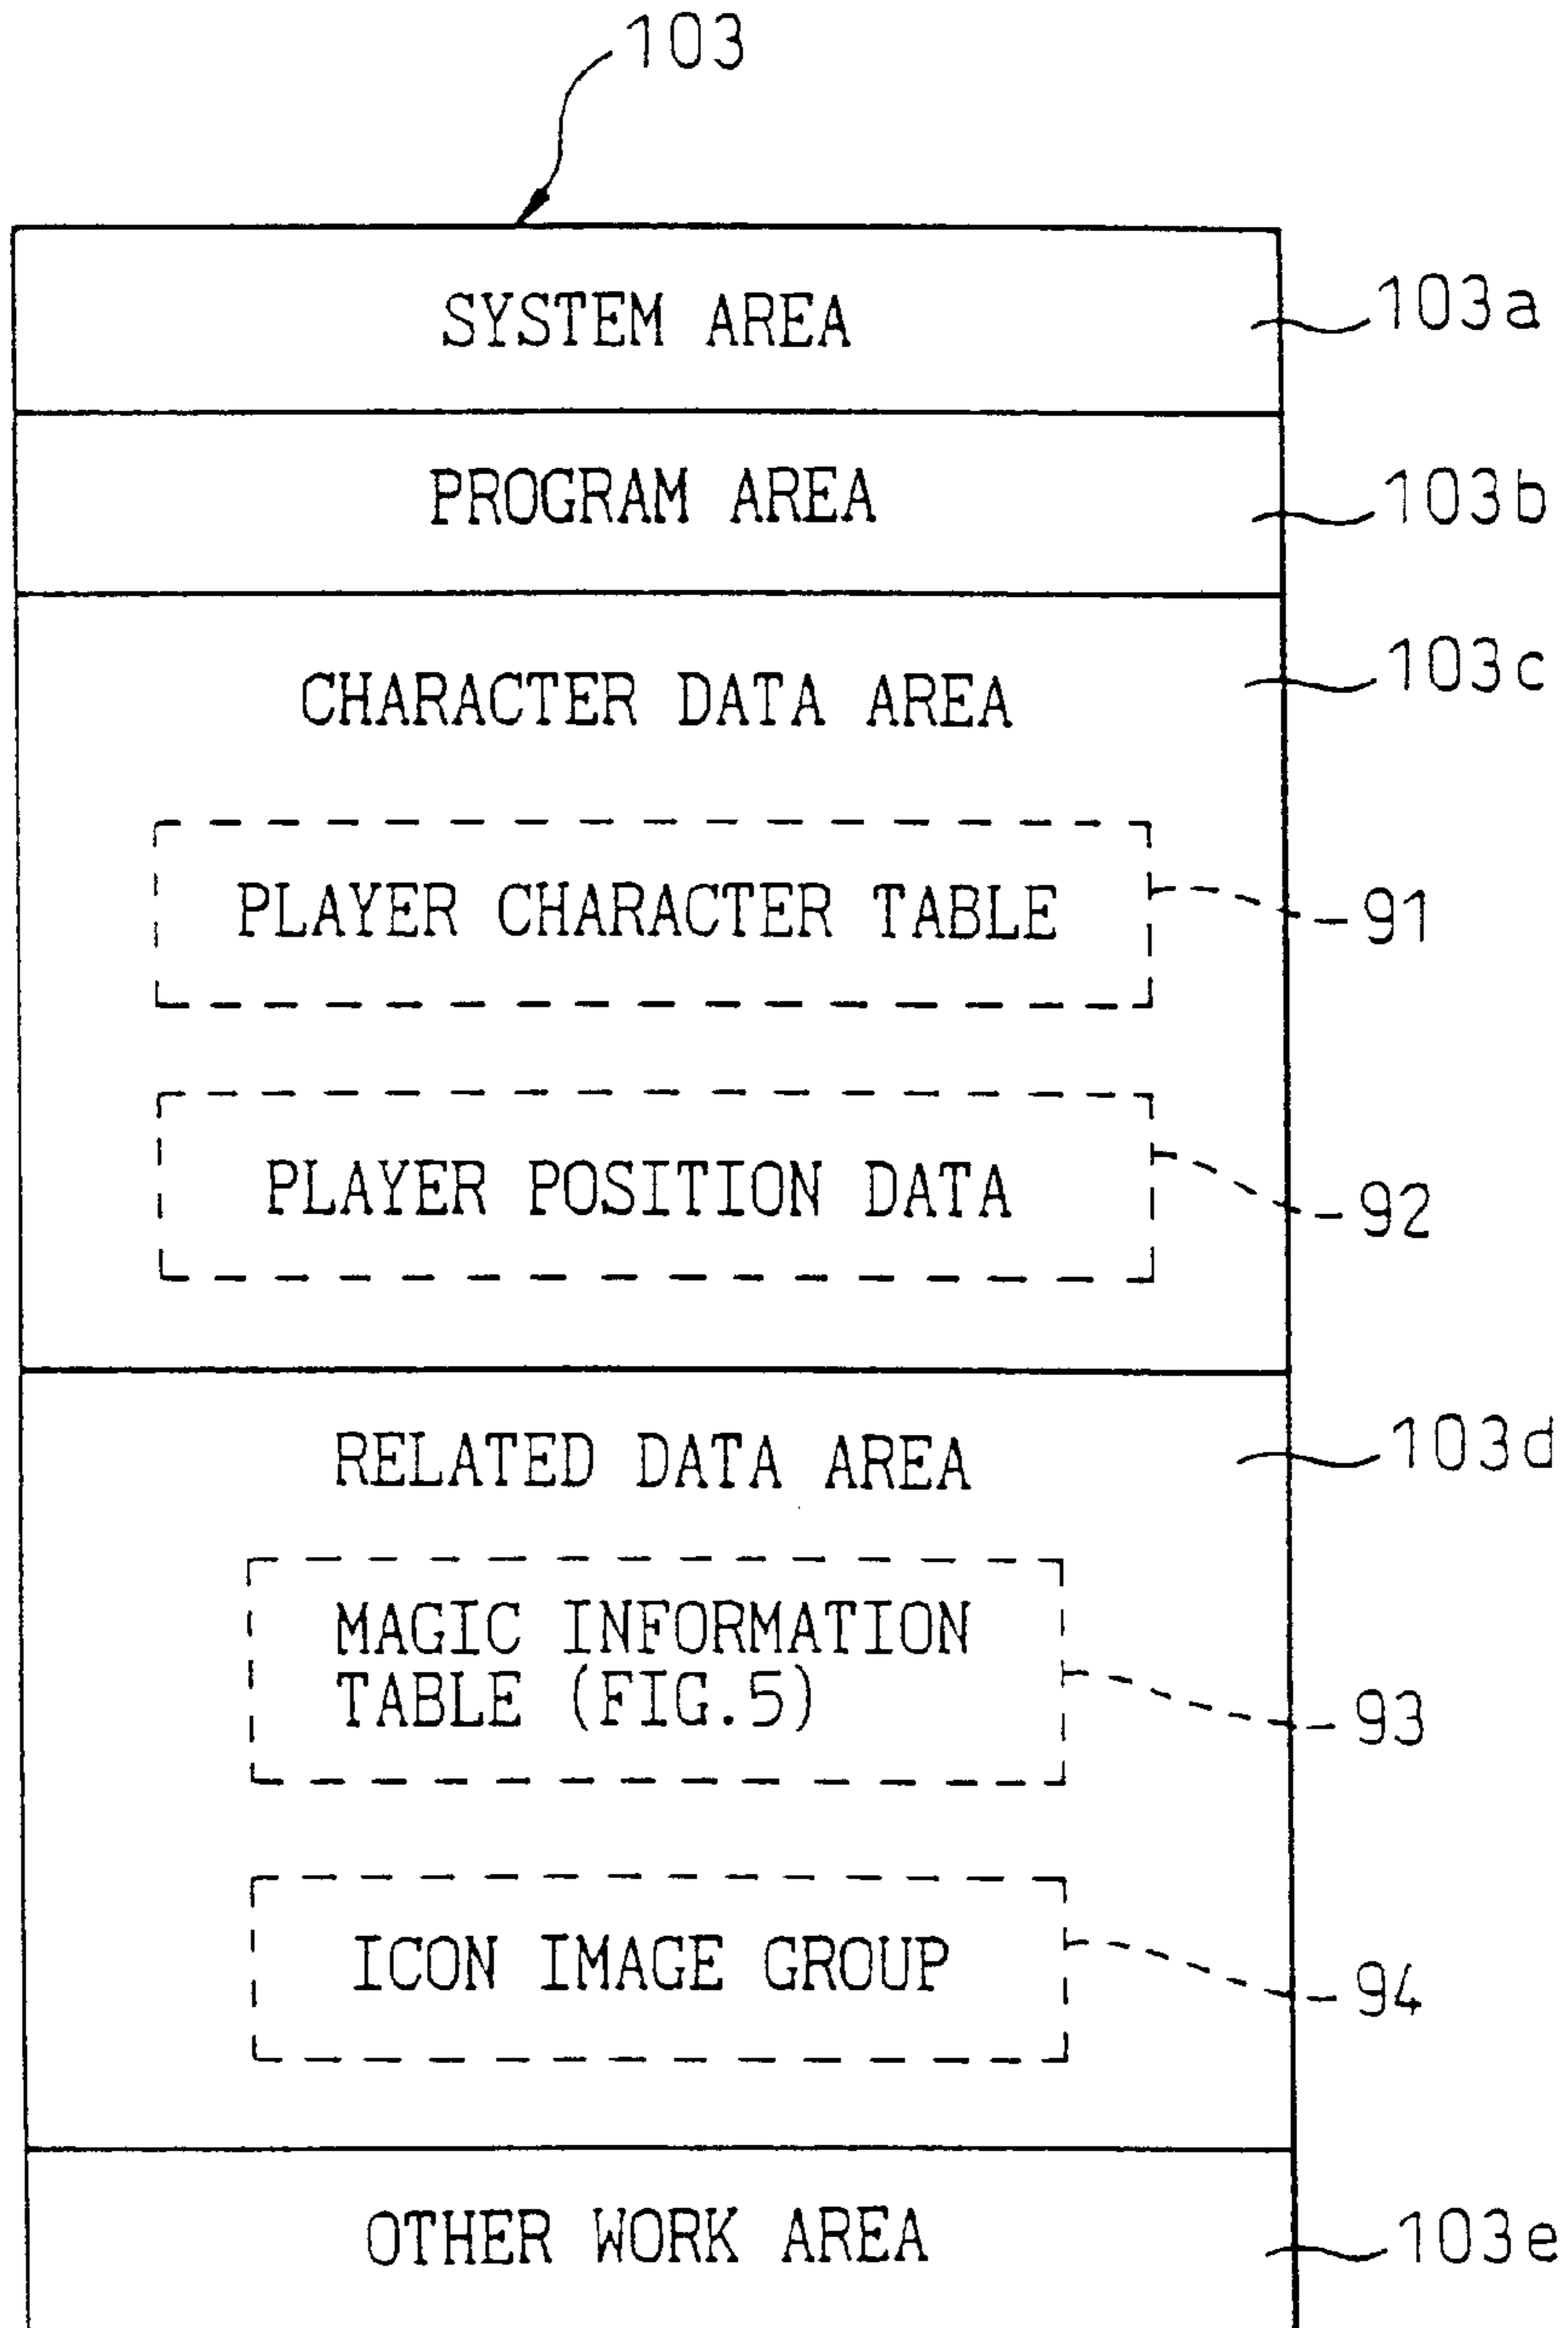 103
SYSTEM AREA
103a
PROGRAM AREA
103b
CHARACTER DATA AREA
103c
PLAYER CHARACTER TABLE
91
PLAYER POSITION DATA
92
RELATED DATA AREA
103d
MAGIC INFORMATION
TABLE (FIG.5)
93
ICON IMAGE GROUP
94
OTHER WORK AREA
103e